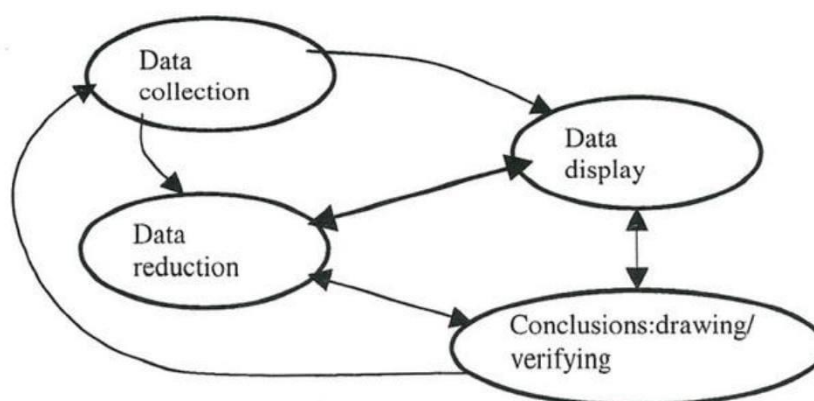 Data
collection
Data
display
Data
reduction
Conclusions:drawing/
verifying